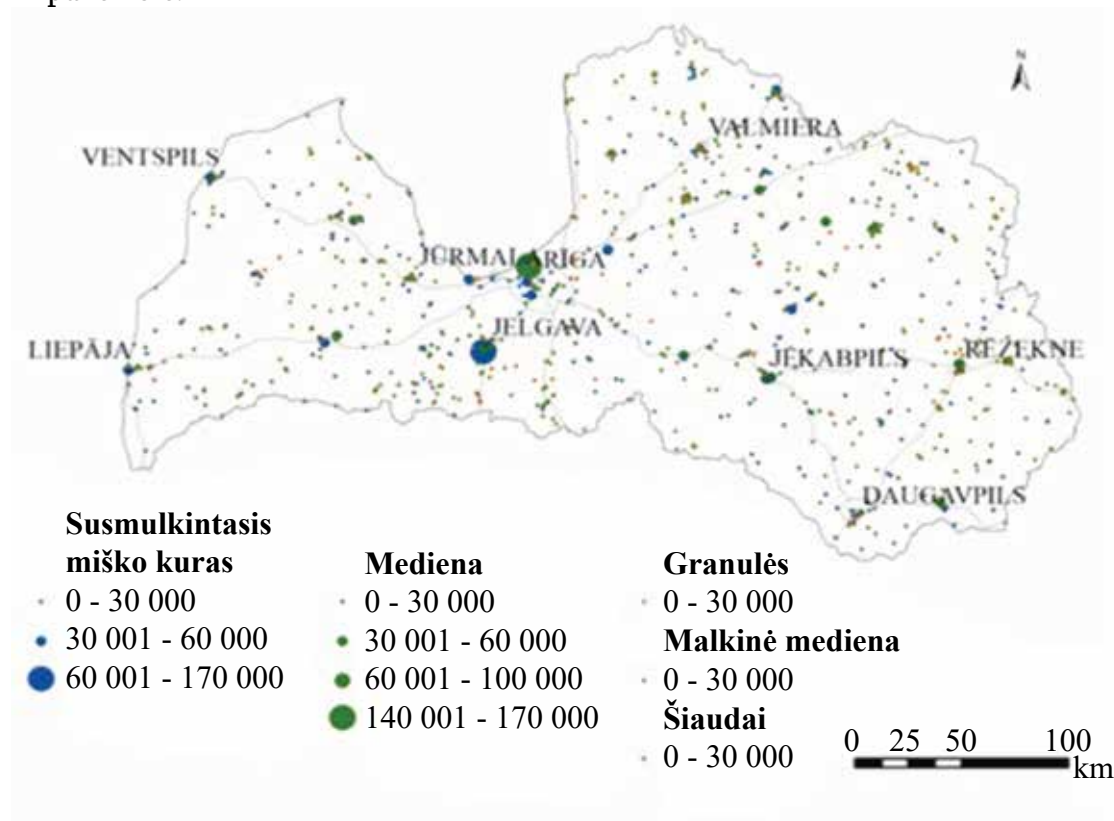 N
VALMIERA
VENTSPILS
JŪRMALA RĪGA
JELGAVA
LIEPĀJA
JĒKABPILS
RĒZEKNE
DAUGAVPILS
Susmulkintasis
miško kuras
0 - 30 000
30 001 - 60 000
60 001 - 170 000
Mediena
0 - 30 000
30 001 - 60 000
60 001 - 100 000
140 001 - 170 000
Granulės
0 - 30 000
Malkinė mediena
0 - 30 000
Šiaudai
0 - 30 000
0 25 50 100
km